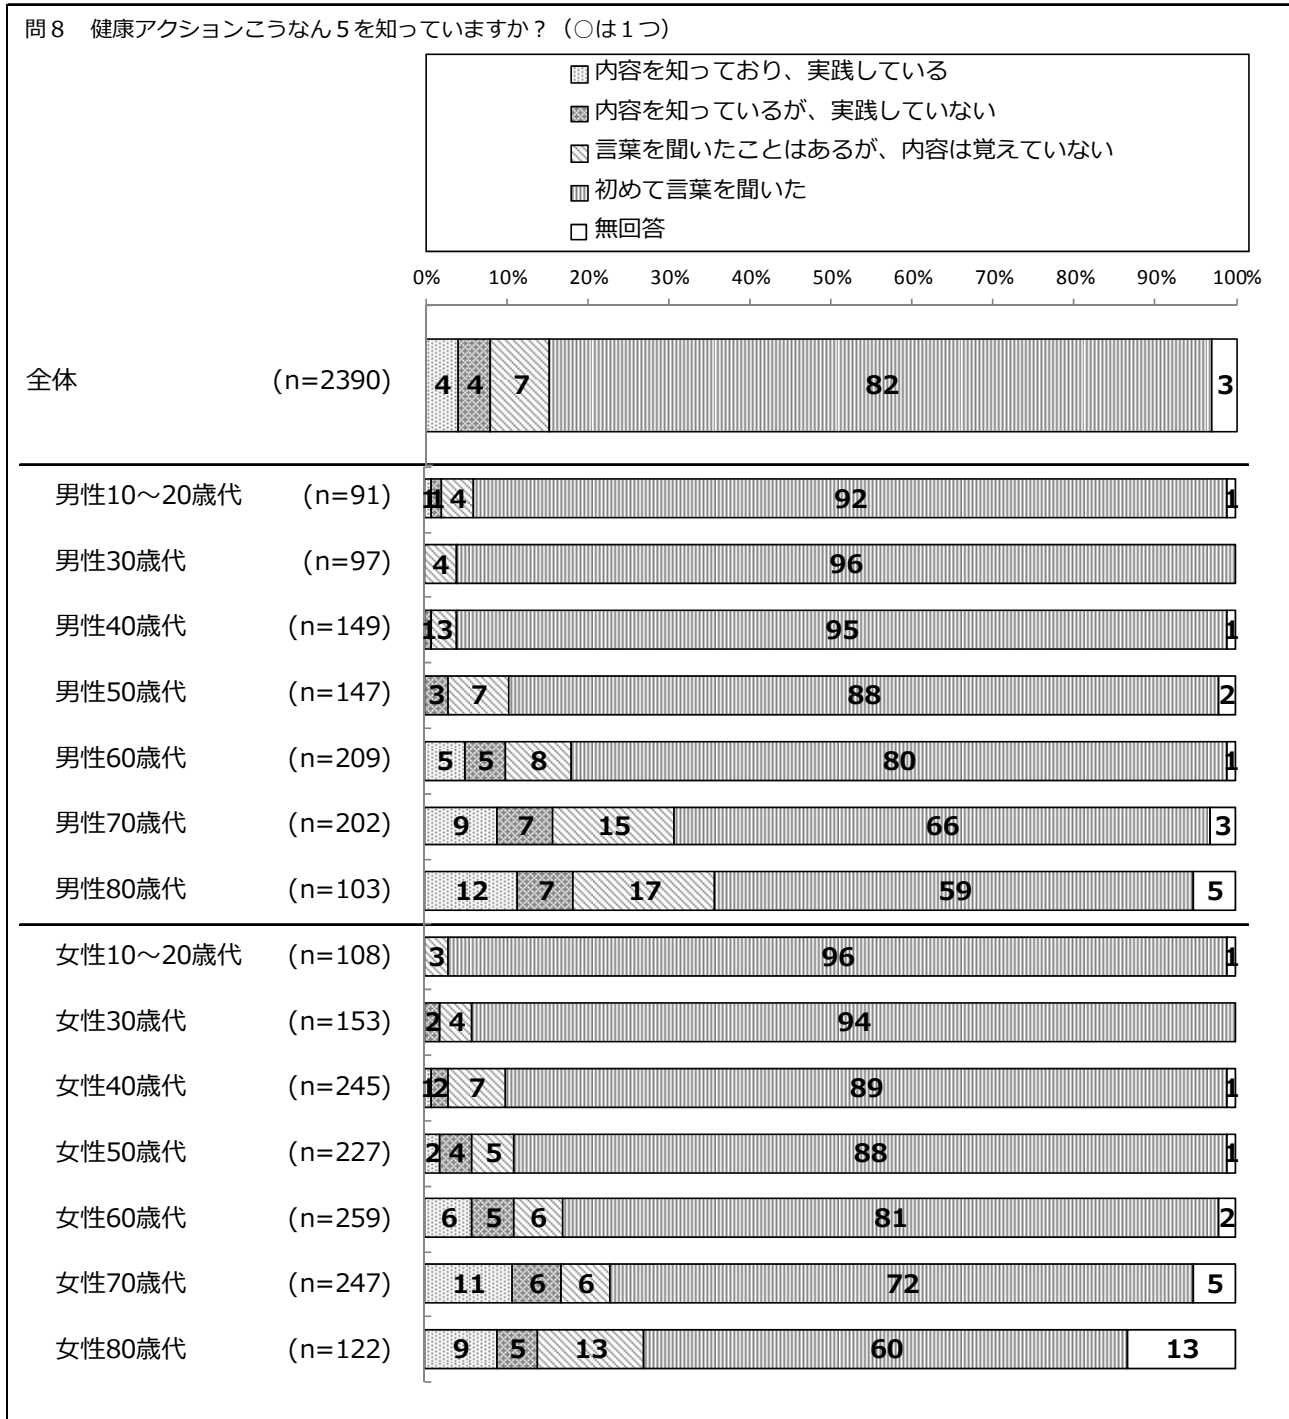 問８　健康アクションこうなん５を知っていますか？（○は１つ）
内容を知っており、実践している
内容を知っているが、実践していない
言葉を聞いたことはあるが、内容は覚えていない
初めて言葉を聞いた
無回答
0% 10% 20% 30% 40% 50% 60% 70% 80% 90% 100%
全体 (n=2390) 4 4 7 82 3
男性10～20歳代 (n=91) 1 1 4 92 1
男性30歳代 (n=97) 4 96
男性40歳代 (n=149) 1 3 95 1
男性50歳代 (n=147) 3 7 88 2
男性60歳代 (n=209) 5 5 8 80 1
男性70歳代 (n=202) 9 7 15 66 3
男性80歳代 (n=103) 12 7 17 59 5
女性10～20歳代 (n=108) 3 96 1
女性30歳代 (n=153) 2 4 94
女性40歳代 (n=245) 1 2 7 89 1
女性50歳代 (n=227) 2 4 5 88 1
女性60歳代 (n=259) 6 5 6 81 2
女性70歳代 (n=247) 11 6 6 72 5
女性80歳代 (n=122) 9 5 13 60 13